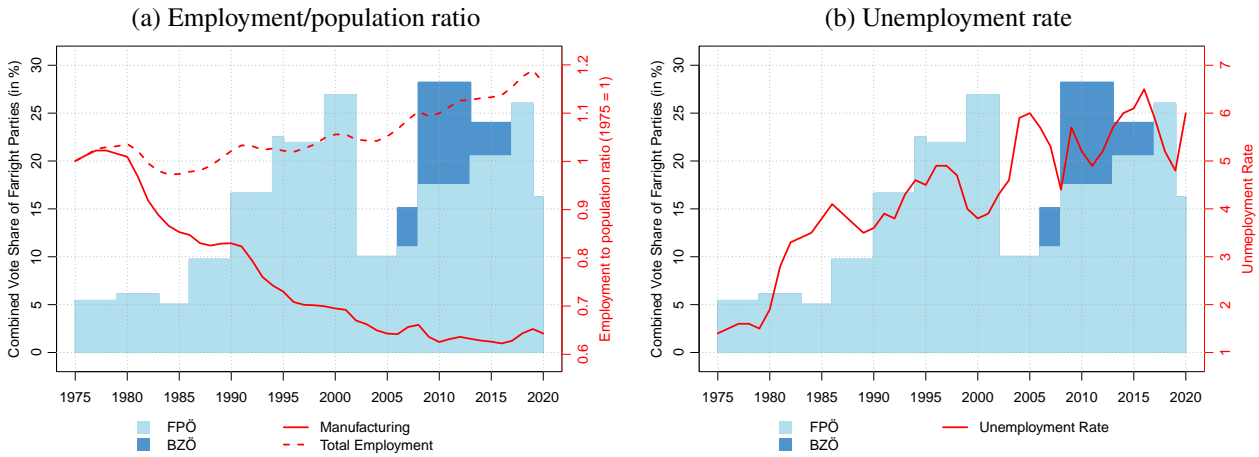 (a) Employment/population ratio
Combined Vote Share of Farright Parties (in %)
30
25
20
15
10
5
0
1.2
1.1
1
0.9
0.8
0.7
0.6
Employment to population ratio (1975 = 1)
1975 1980 1985 1990 1995 2000 2005 2010 2015 2020
FPÖ
BZÖ
Manufacturing
Total Employment
(b) Unemployment rate
Combined Vote Share of Farright Parties (in %)
30
25
20
15
10
5
0
7
6
5
4
3
2
1
Unmeployment Rate
1975 1980 1985 1990 1995 2000 2005 2010 2015 2020
FPÖ
BZÖ
Unemployment Rate